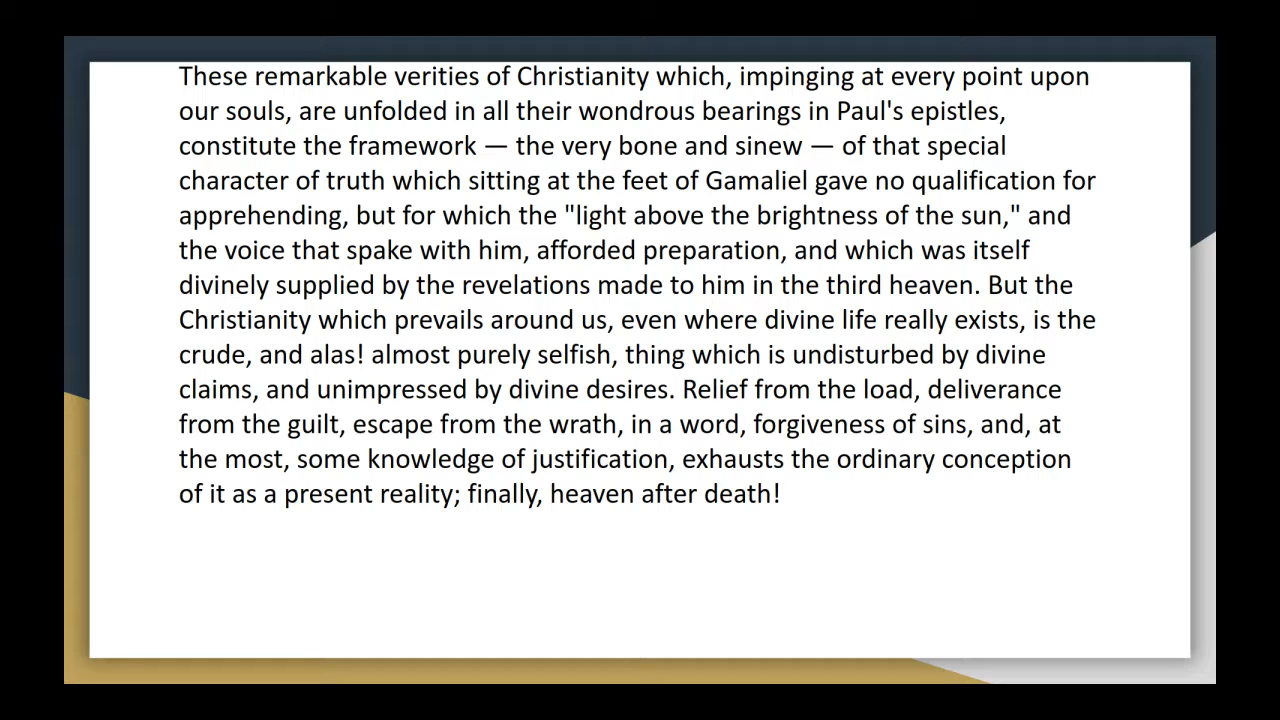 These remarkable verities of Christianity which, impinging at every point upon
our souls, are unfolded in all their wondrous bearings in Paul's epistles,
constitute the framework — the very bone and sinew — of that special
character of truth which sitting at the feet of Gamaliel gave no qualification for
apprehending, but for which the "light above the brightness of the sun," and
the voice that spake with him, afforded preparation, and which was itself
divinely supplied by the revelations made to him in the third heaven. But the
Christianity which prevails around us, even where divine life really exists, is the
crude, and alas! almost purely selfish, thing which is undisturbed by divine
claims, and unimpressed by divine desires. Relief from the load, deliverance
from the guilt, escape from the wrath, in a word, forgiveness of sins, and, at
the most, some knowledge of justification, exhausts the ordinary conception
of it as a present reality; finally, heaven after death!